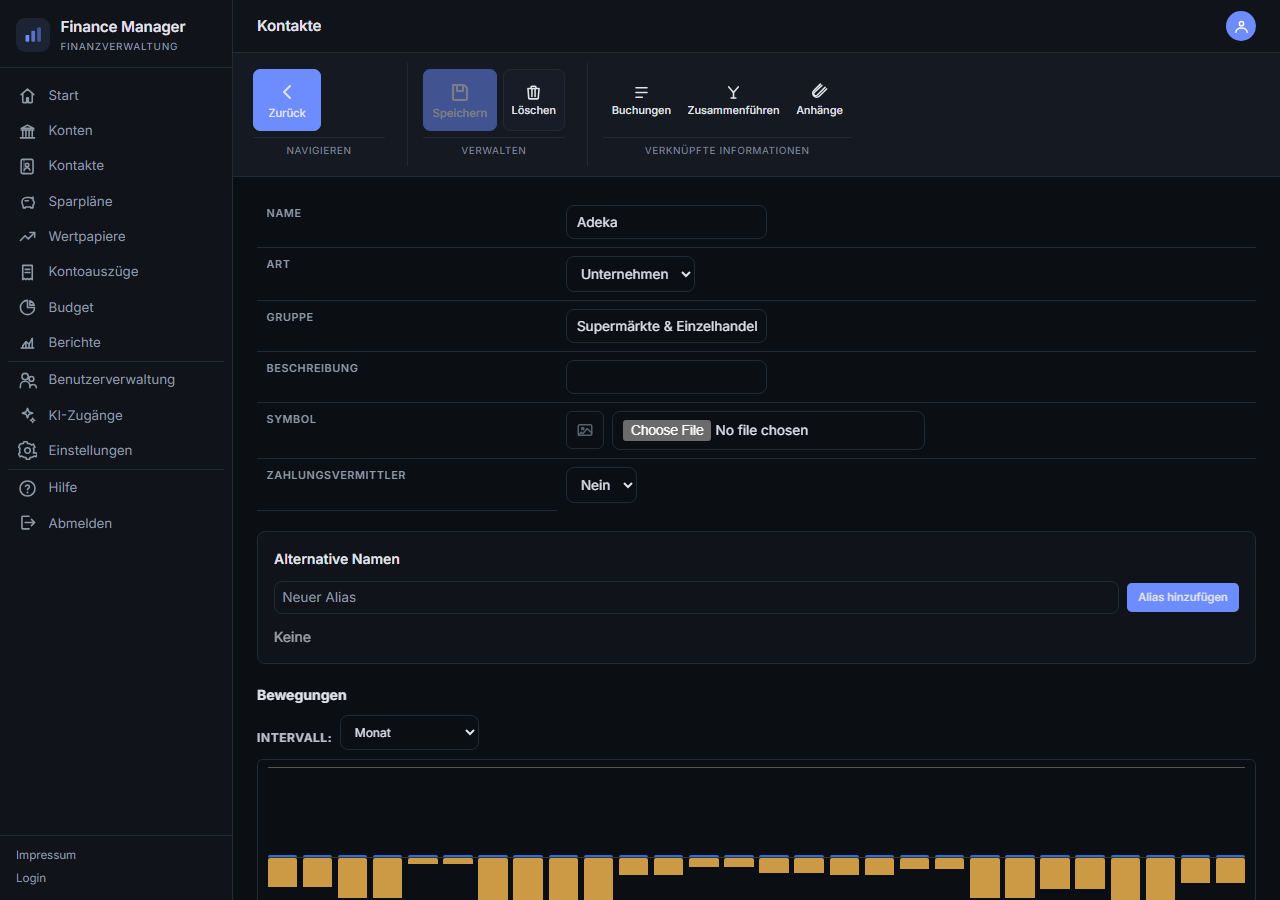 Finance Manager
FINANZVERWALTUNG
Start
Konten
Kontakte
Sparpläne
Wertpapiere
Kontoauszüge
Budget
Berichte
Benutzerverwaltung
KI-Zugänge
Einstellungen
Hilfe
Abmelden
Impressum
Login
Kontakte
Zurück
NAVIGIEREN
Speichern
Löschen
VERWALTEN
Buchungen
Zusammenführen
Anhänge
VERKNÜPFTE INFORMATIONEN
NAME
Adeka
ART
Unternehmen
GRUPPE
Supermärkte & Einzelhandel
BESCHREIBUNG
SYMBOL
Choose File No file chosen
ZAHLUNGSVERMITTLER
Nein
Alternative Namen
Neuer Alias
Alias hinzufügen
Keine
Bewegungen
INTERVALL:
Monat